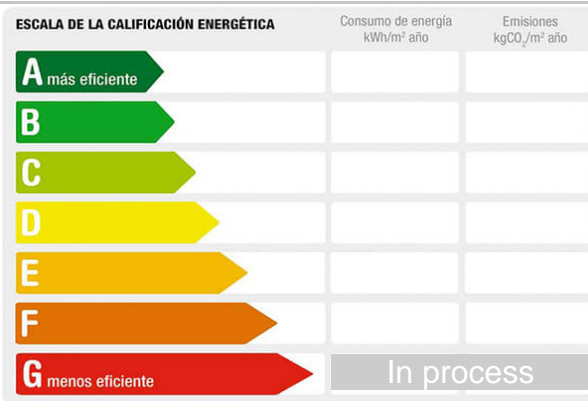 ESCALA DE LA CALIFICACIÓN ENERGÉTICA
Consumo de energía
kWh/m² año
Emisiones
kgCO₂/m² año
A más eficiente
B
C
D
E
F
G menos eficiente
In process